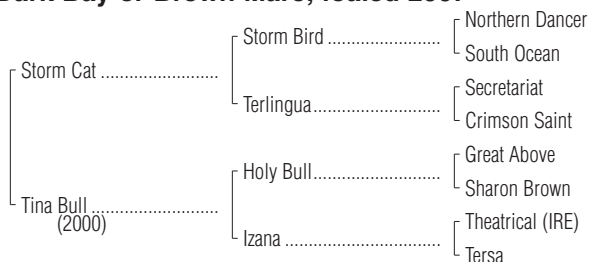 Dark Bay or Brown Mare; foaled 2007
Northern Dancer
Storm Bird ........................
South Ocean
Storm Cat .........................
Secretariat
Terlingua...........................
Crimson Saint
Great Above
Holy Bull...........................
Sharon Brown
Tina Bull ...........................
(2000)
Theatrical (IRE)
Izana .................................
Tersa